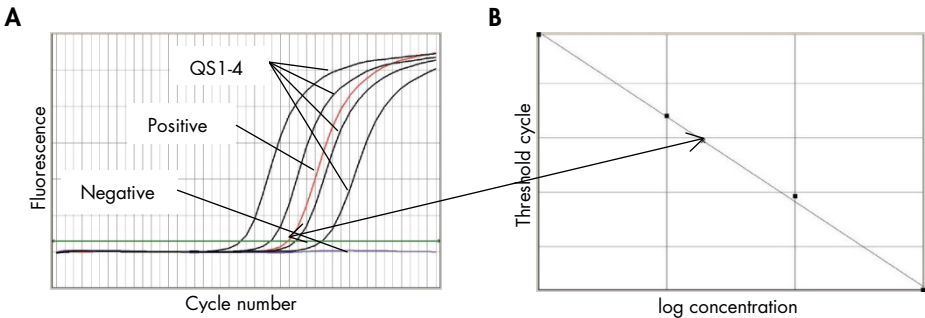 A
QS1-4
Positive
Negative
Fluorescence
Cycle number
B
Threshold cycle
log concentration